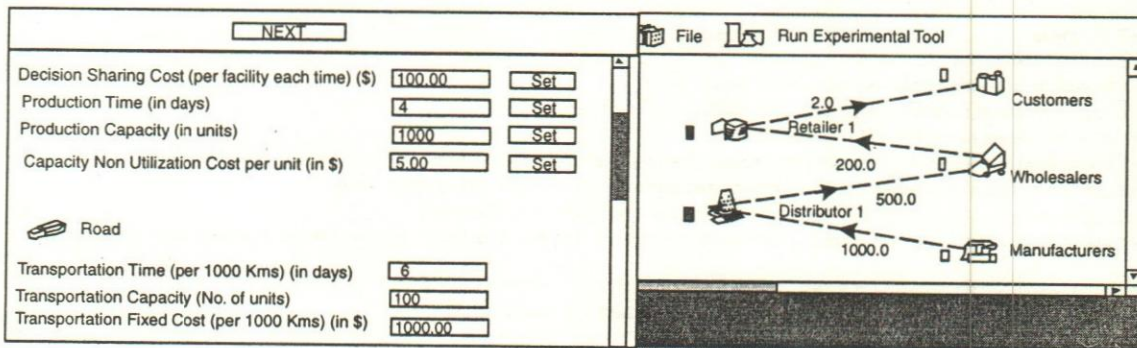 NEXT
Decision Sharing Cost (per facility each time) ($) 100.00 Set
Production Time (in days) 4 Set
Production Capacity (in units) 1000 Set
Capacity Non Utilization Cost per unit (in $) 5.00 Set
Road
Transportation Time (per 1000 Kms) (in days) 6
Transportation Capacity (No. of units) 100
Transportation Fixed Cost (per 1000 Kms) (in $) 1000.00
File Run Experimental Tool
Customers
2.0
Retailer 1
200.0
Wholesalers
500.0
Distributor 1
1000.0
Manufacturers